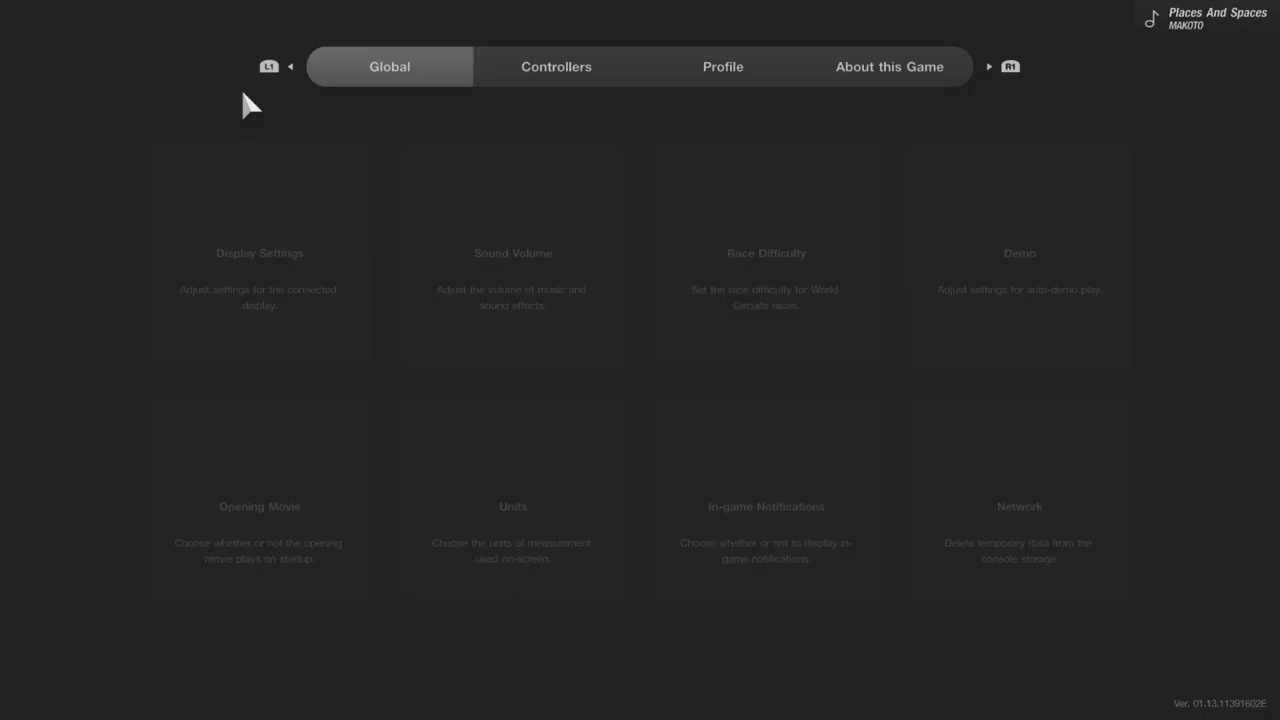 Places And Spaces
MAKOTO
L1
Global
Controllers
Profile
About this Game
R1
Display Settings
Adjust settings for the connected
display.
Sound Volume
Adjust the volume of music and
sound effects.
Race Difficulty
Set the race difficulty for World
Circuits races.
Demo
Adjust settings for auto-demo play.
Opening Movie
Choose whether or not the opening
movie plays on startup.
Units
Choose the units of measurement
used on-screen.
In-game Notifications
Choose whether or not to display in-
game notifications.
Network
Delete temporary data from the
console storage.
Ver. 01.13.11391602E